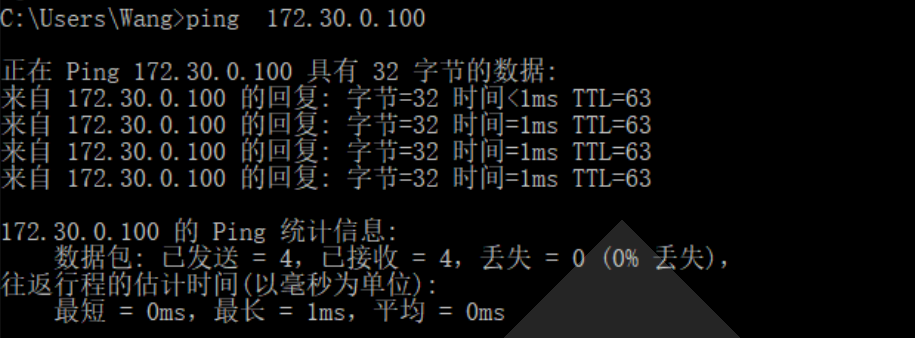 C:\Users\Wang>ping  172.30.0.100
正在 Ping 172.30.0.100 具有 32 字节的数据:
来自 172.30.0.100 的回复: 字节=32 时间<1ms TTL=63
来自 172.30.0.100 的回复: 字节=32 时间=1ms TTL=63
来自 172.30.0.100 的回复: 字节=32 时间=1ms TTL=63
来自 172.30.0.100 的回复: 字节=32 时间=1ms TTL=63
172.30.0.100 的 Ping 统计信息:
数据包: 已发送 = 4，已接收 = 4，丢失 = 0 (0% 丢失)，
往返行程的估计时间(以毫秒为单位):
最短 = 0ms，最长 = 1ms，平均 = 0ms